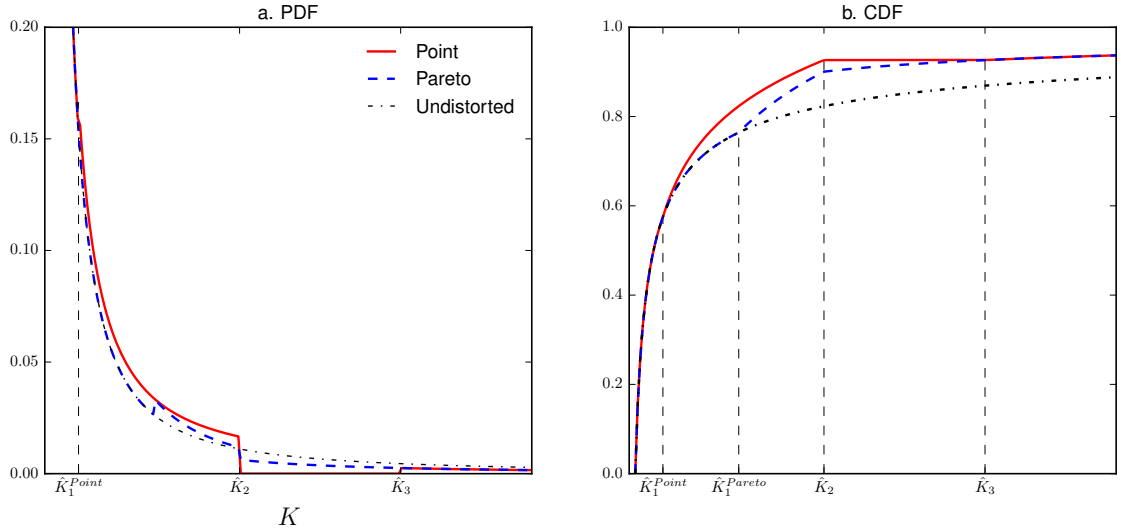 a. PDF
0.20
0.15
0.10
0.05
0.00
Point
Pareto
Undistorted
K̂₁^Point
K̂₂
K̂₃
K
b. CDF
1.0
0.8
0.6
0.4
0.2
0.0
K̂₁^Point
K̂₁^Pareto
K̂₂
K̂₃